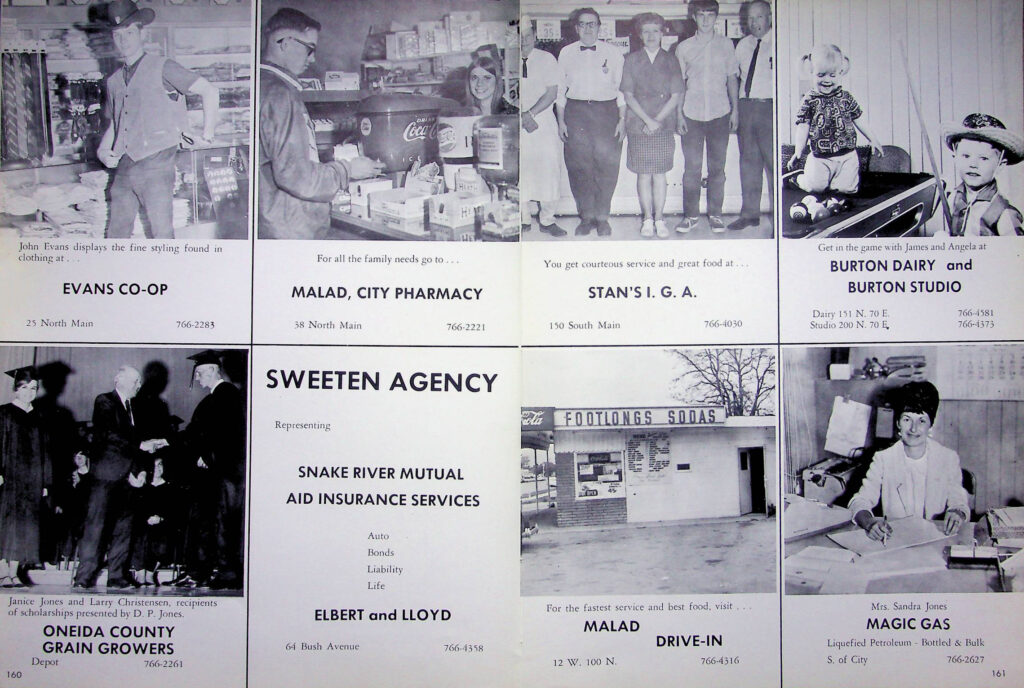 John Evans displays the fine styling found in
clothing at . . .
EVANS CO-OP
25 North Main 766-2283
DRINK
Coca-Cola
ICE
HEATH
For all the family needs go to . . .
MALAD, CITY PHARMACY
38 North Main 766-2221
You get courteous service and great food at . . .
STAN'S I. G. A.
150 South Main 766-4030
Get in the game with James and Angela at
BURTON DAIRY and
BURTON STUDIO
Dairy 151 N. 70 E. 766-4581
Studio 200 N. 70 E. 766-4373
Janice Jones and Larry Christensen, recipients
of scholarships presented by D. P. Jones.
ONEIDA COUNTY
GRAIN GROWERS
Depot 766-2261
160
SWEETEN AGENCY
Representing
SNAKE RIVER MUTUAL
AID INSURANCE SERVICES
Auto
Bonds
Liability
Life
ELBERT and LLOYD
64 Bush Avenue 766-4358
FOOTLONGS SODAS
For the fastest service and best food, visit . . .
MALAD
DRIVE-IN
12 W. 100 N. 766-4316
Mrs. Sandra Jones
MAGIC GAS
Liquefied Petroleum - Bottled & Bulk
S. of City 766-2627
161